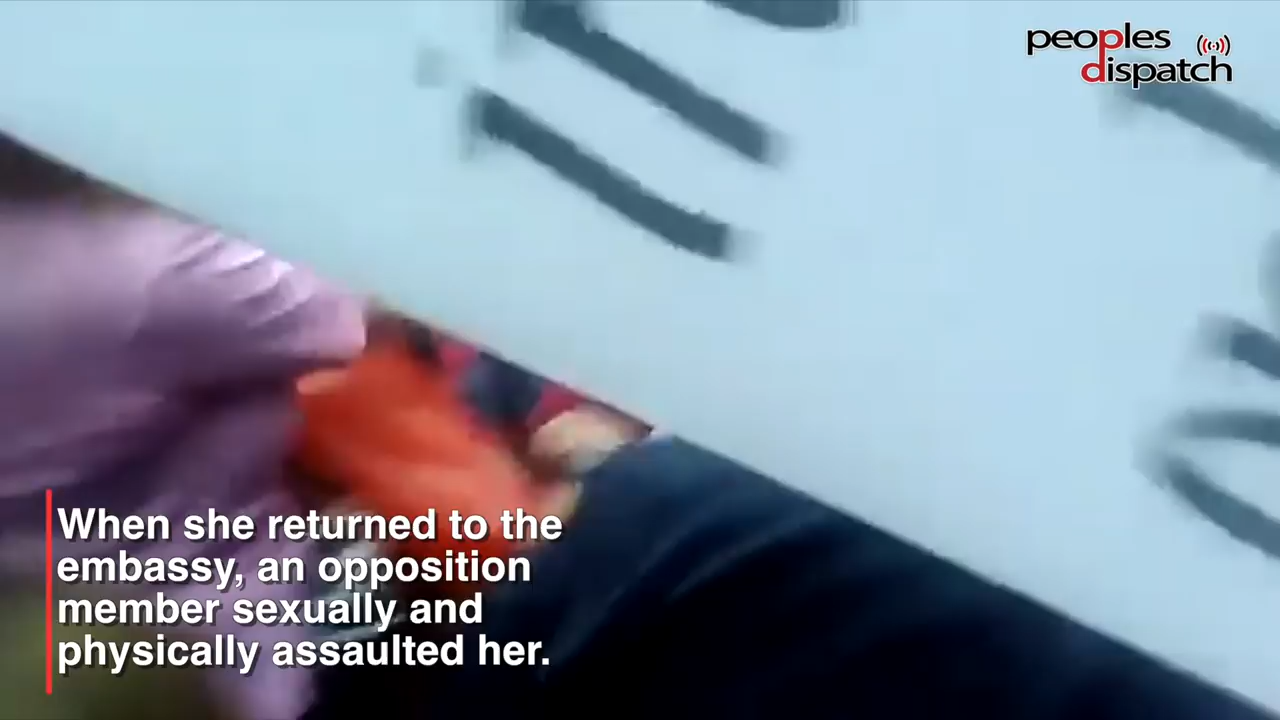 peoples
dispatch
When she returned to the
embassy, an opposition
member sexually and
physically assaulted her.